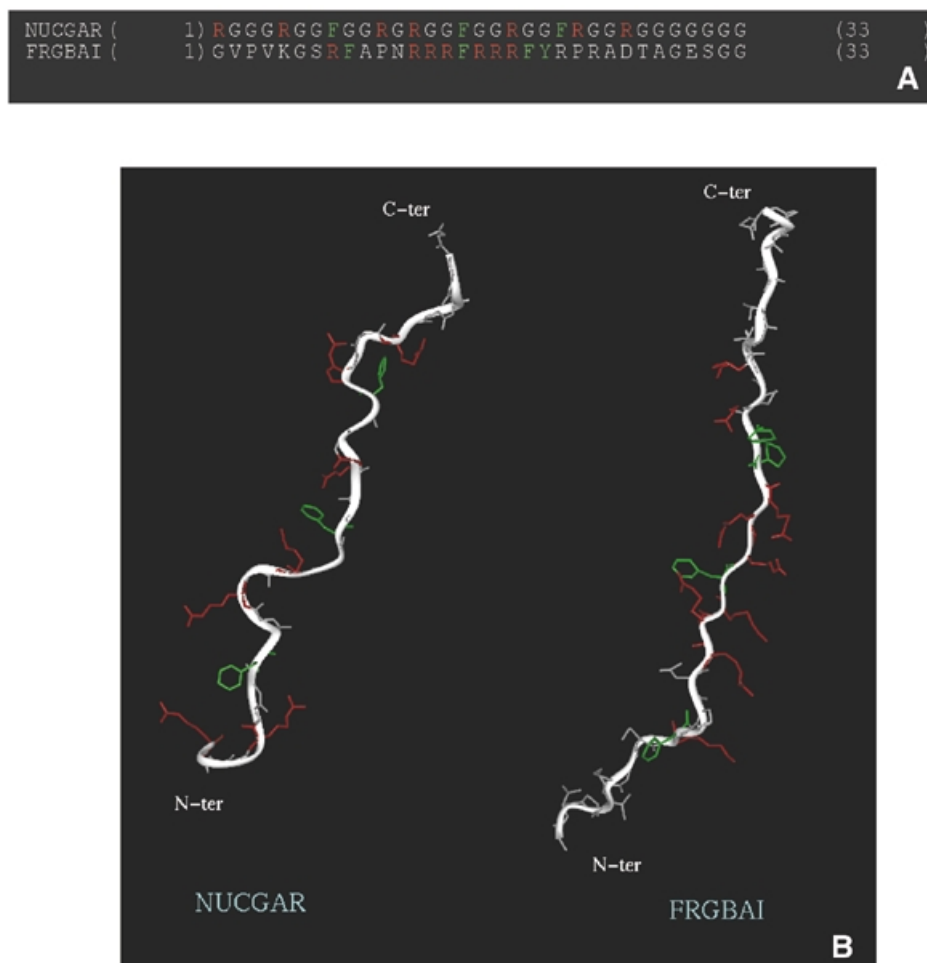 NUCGAR ( 1) RGGGRGGFGGRGRGGFGGRGGFRGGRGGGGGGG (33 )
FRGBAI ( 1) GVPVKGSRFAPNRRRFRRRFYRPRADTAGESGG (33 )
A
C-ter
C-ter
N-ter
N-ter
NUCGAR
FRGBAI
B